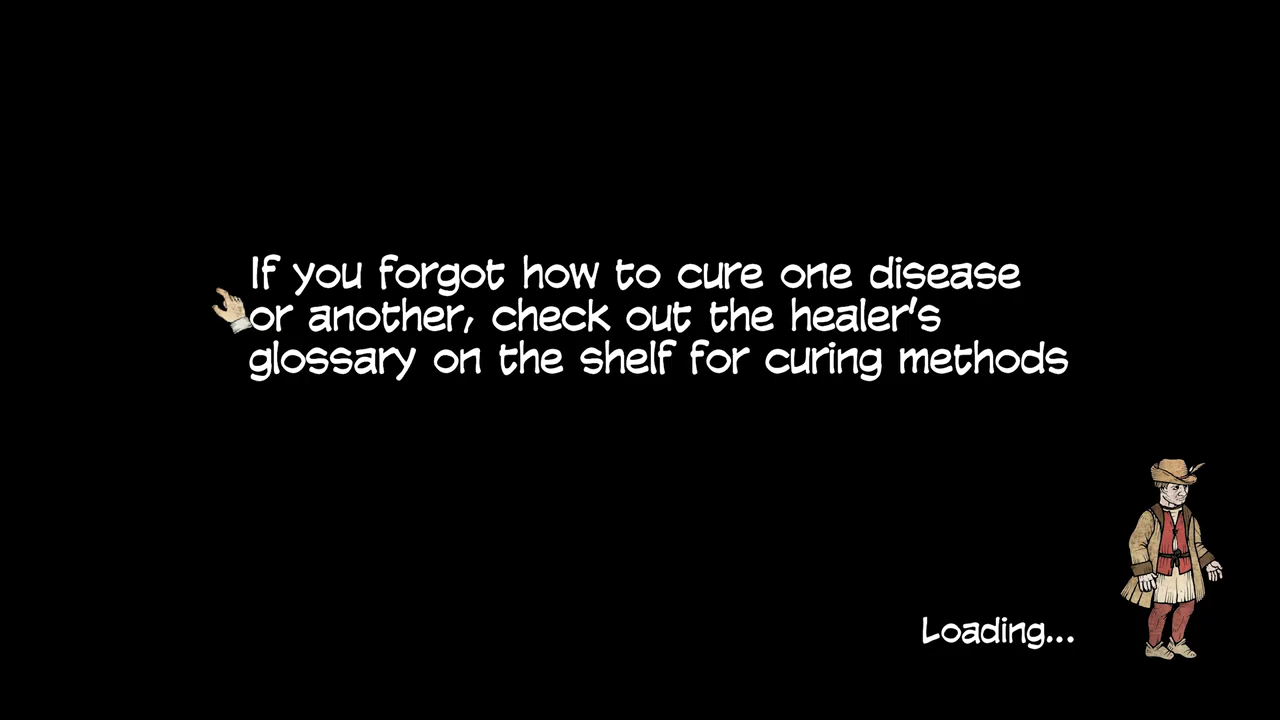 If you forgot how to cure one disease
or another, check out the healer's
glossary on the shelf for curing methods
Loading...